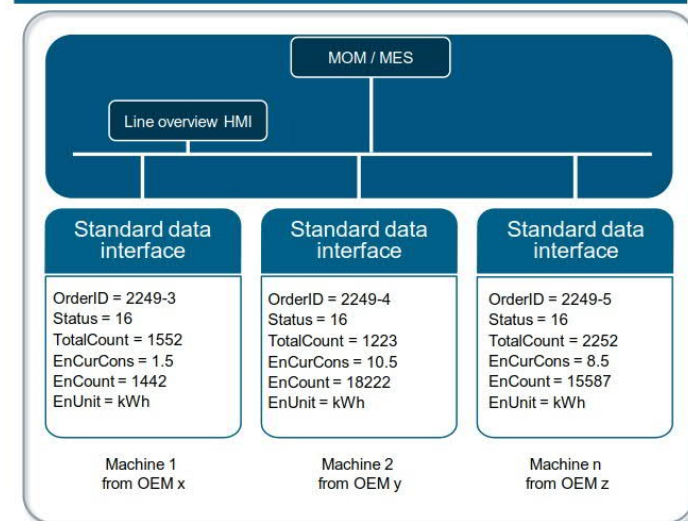 MOM / MES
Line overview HMI
Standard data
interface
OrderID = 2249-3
Status = 16
TotalCount = 1552
EnCurCons = 1.5
EnCount = 1442
EnUnit = kWh
Machine 1
from OEM x
Standard data
interface
OrderID = 2249-4
Status = 16
TotalCount = 1223
EnCurCons = 10.5
EnCount = 18222
EnUnit = kWh
Machine 2
from OEM y
Standard data
interface
OrderID = 2249-5
Status = 16
TotalCount = 2252
EnCurCons = 8.5
EnCount = 15587
EnUnit = kWh
Machine n
from OEM z